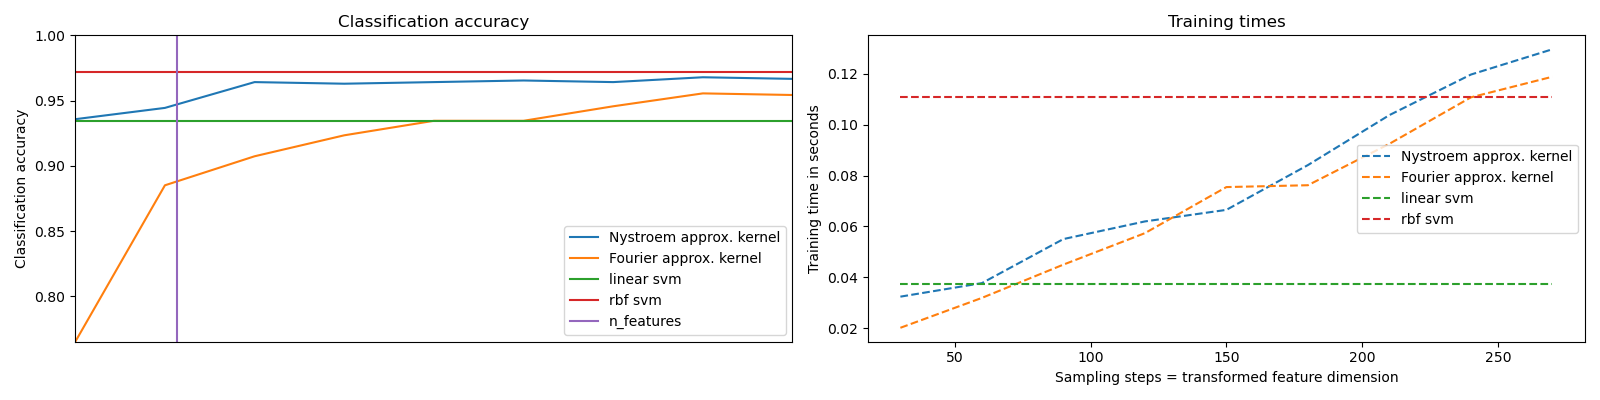 Classification accuracy
Classification accuracy
1.00
0.95
0.90
0.85
0.80
Nystroem approx. kernel
Fourier approx. kernel
linear svm
rbf svm
n_features
Training times
Training time in seconds
0.12
0.10
0.08
0.06
0.04
0.02
Nystroem approx. kernel
Fourier approx. kernel
linear svm
rbf svm
50 100 150 200 250
Sampling steps = transformed feature dimension